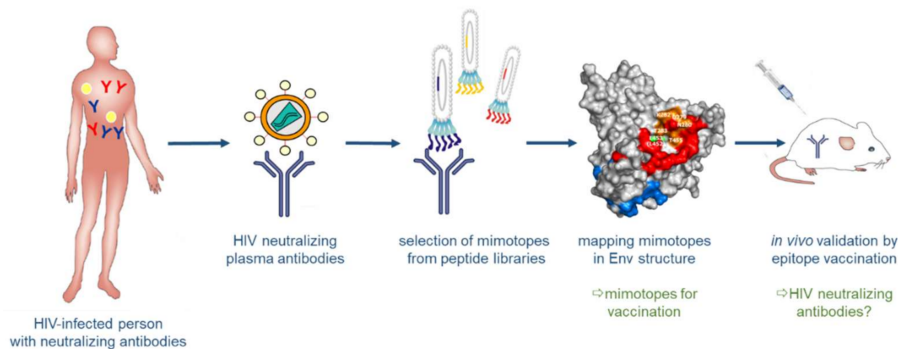 HIV-infected person
with neutralizing antibodies
HIV neutralizing
plasma antibodies
selection of mimotopes
from peptide libraries
mapping mimotopes
in Env structure
⇨mimotopes for
vaccination
in vivo validation by
epitope vaccination
⇨HIV neutralizing
antibodies?